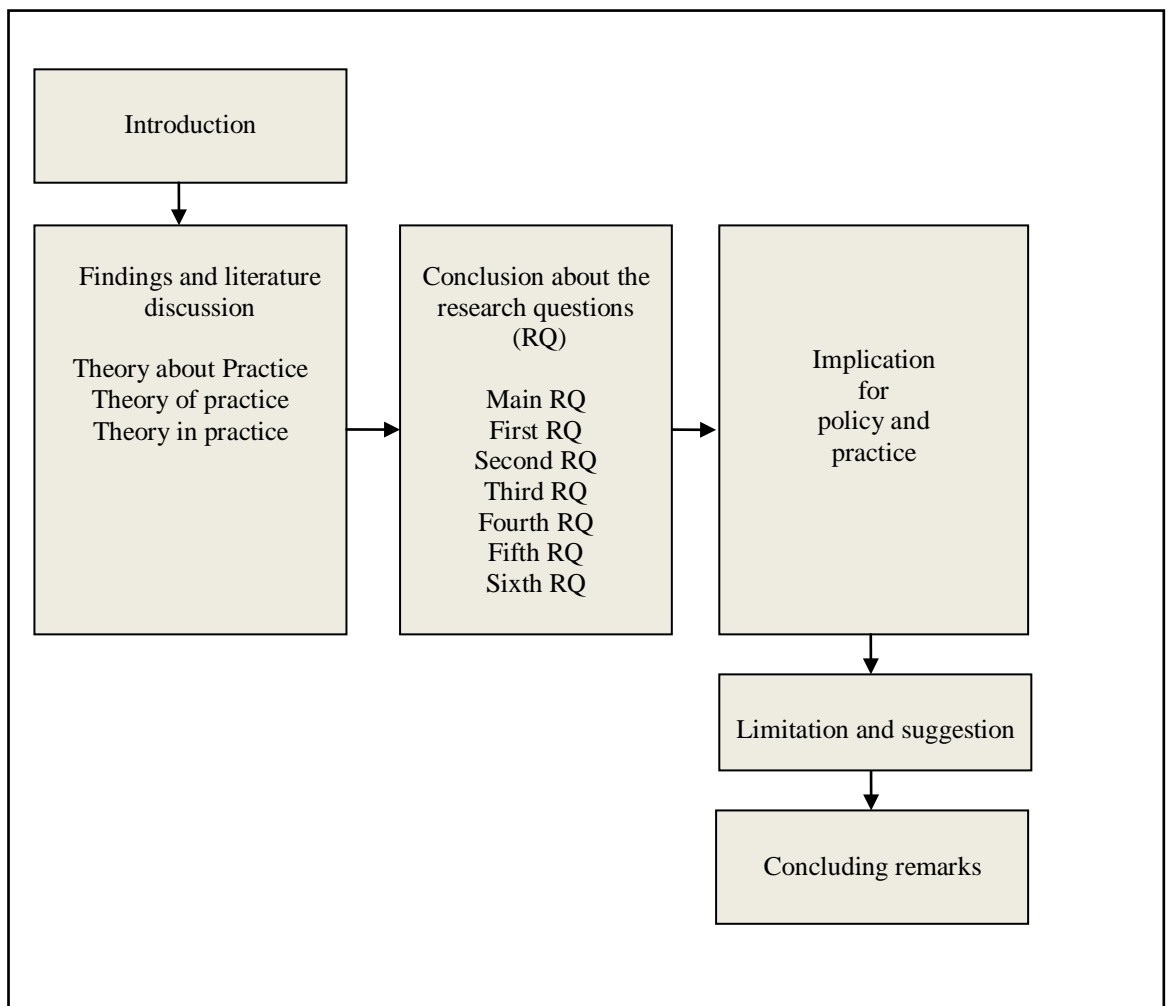 Introduction
Findings and literature
discussion
Theory about Practice
Theory of practice
Theory in practice
Conclusion about the
research questions
(RQ)
Main RQ
First RQ
Second RQ
Third RQ
Fourth RQ
Fifth RQ
Sixth RQ
Implication
for
policy and
practice
Limitation and suggestion
Concluding remarks